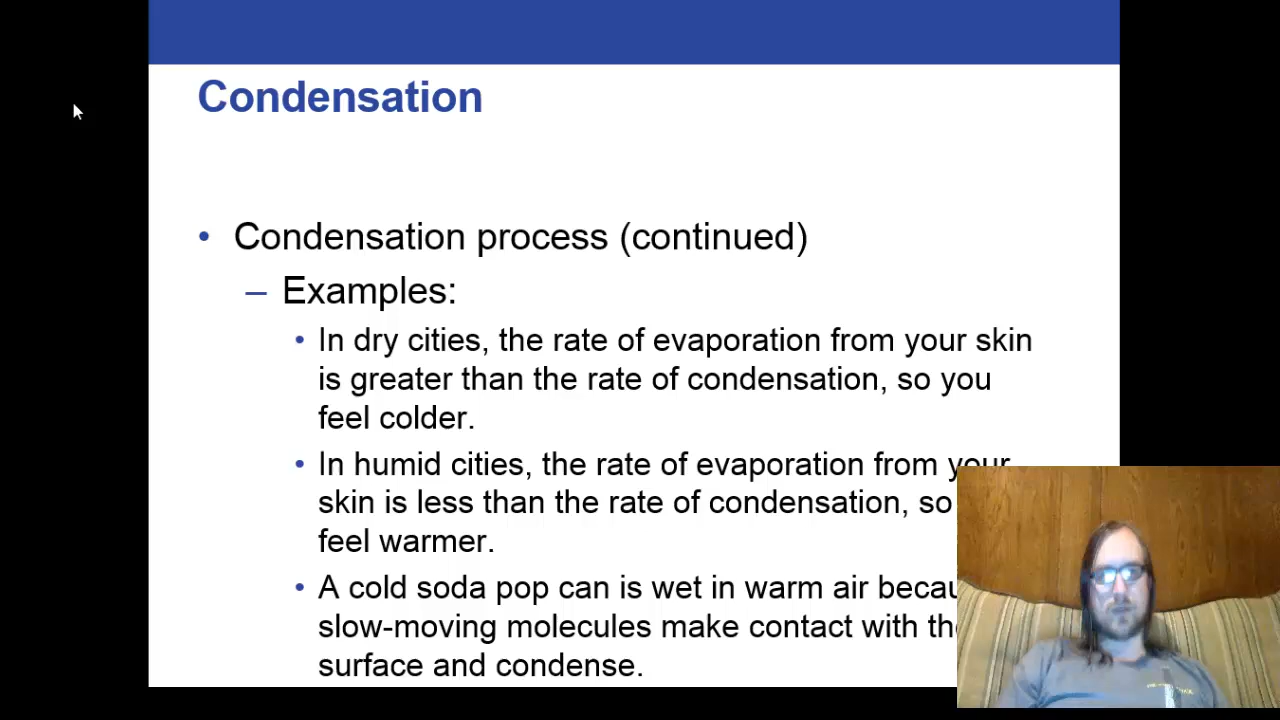 Condensation
• Condensation process (continued)
– Examples:
• In dry cities, the rate of evaporation from your skin
is greater than the rate of condensation, so you
feel colder.
• In humid cities, the rate of evaporation from your
skin is less than the rate of condensation, so
feel warmer.
• A cold soda pop can is wet in warm air
slow-moving molecules make contact with
surface and condense.